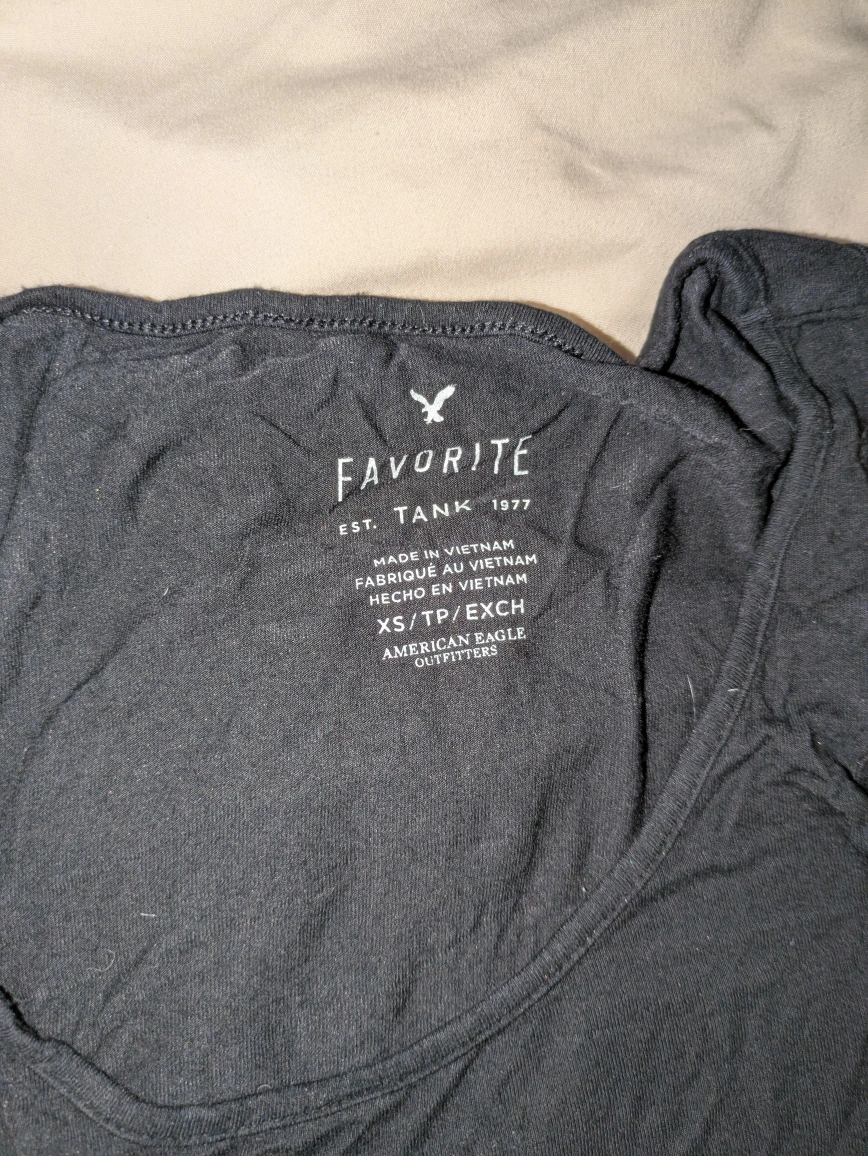 FAVORITE
EST. TANK 1977
MADE IN VIETNAM
FABRIQUÉ AU VIETNAM
HECHO EN VIETNAM
XS/TP/EXCH
AMERICAN EAGLE
OUTFITTERS